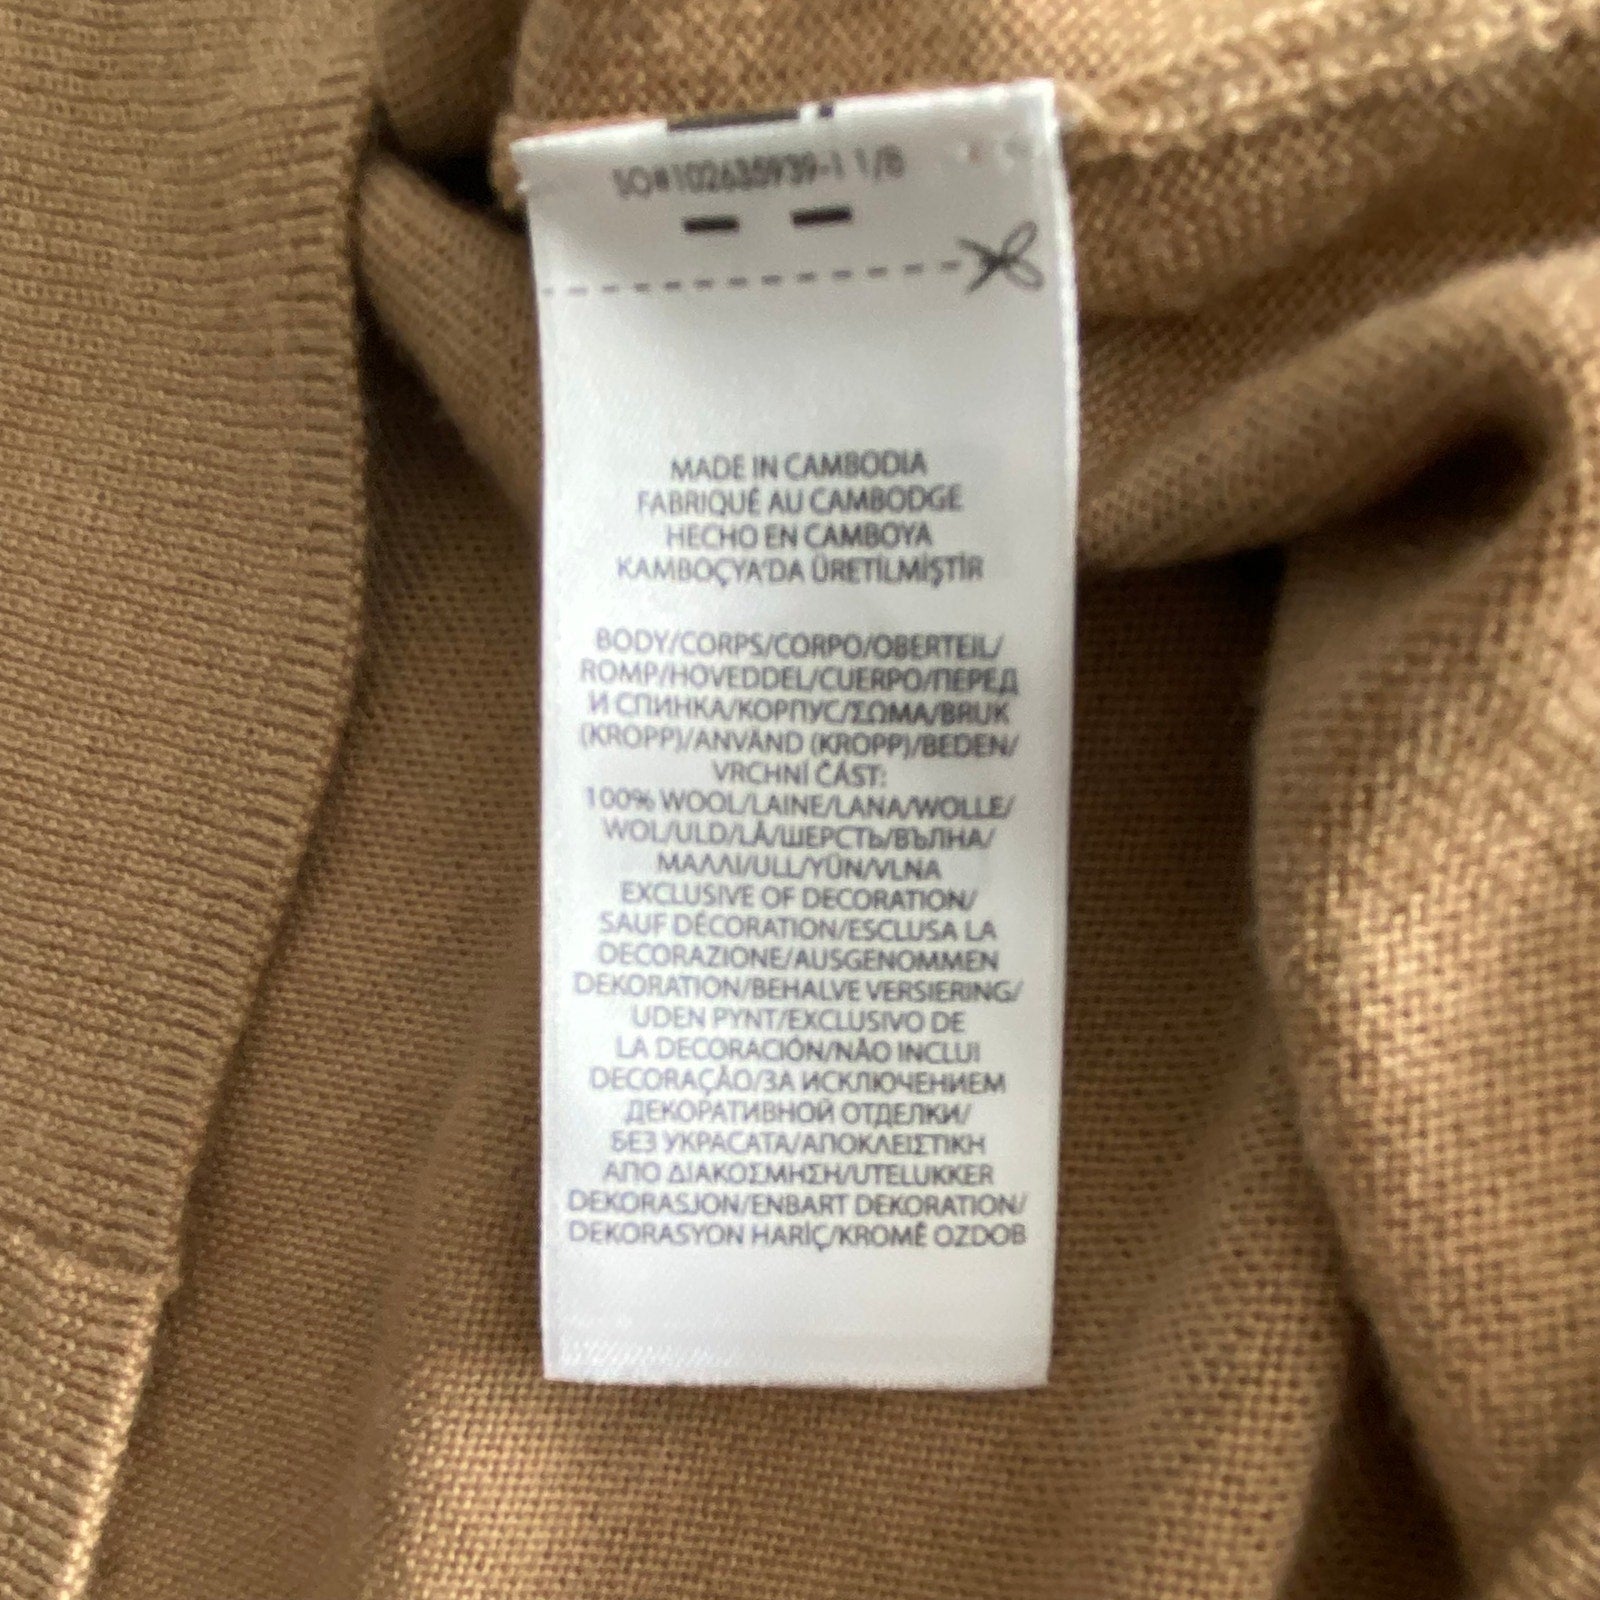 SO#102635939-1 1/8
MADE IN CAMBODIA
FABRIQUÉ AU CAMBODGE
HECHO EN CAMBOYA
KAMBOÇYA'DA ÜRETİLMİŞTİR
BODY/CORPS/CORPO/OBERTEIL/
ROMP/HOVEDDEL/CUERPO/ПЕРЕД
И СПИНКА/КОРПУС/ΣΩΜΑ/BRUK
(KROPP)/ANVÄND (KROPP)/BEDEN/
VRCHNÍ ČÁST:
100% WOOL/LAINE/LANA/WOLLE/
WOL/ULD/LÃ/ШЕРСТЬ/ВЪЛНА/
ΜΑΛΛΙ/ULL/YÜN/VLNA
EXCLUSIVE OF DECORATION/
SAUF DÉCORATION/ESCLUSA LA
DECORAZIONE/AUSGENOMMEN
DEKORATION/BEHALVE VERSIERING/
UDEN PYNT/EXCLUSIVO DE
LA DECORACIÓN/NÃO INCLUI
DECORAÇÃO/ЗА ИСКЛЮЧЕНИЕМ
ДЕКОРАТИВНОЙ ОТДЕЛКИ/
БЕЗ УКРАСАТА/ΑΠΟΚΛΕΙΣΤΙΚΗ
ΑΠΟ ΔΙΑΚΟΣΜΗΣΗ/UTELUKKER
DEKORASJON/ENBART DEKORATION/
DEKORASYON HARİÇ/KROMĚ OZDOB